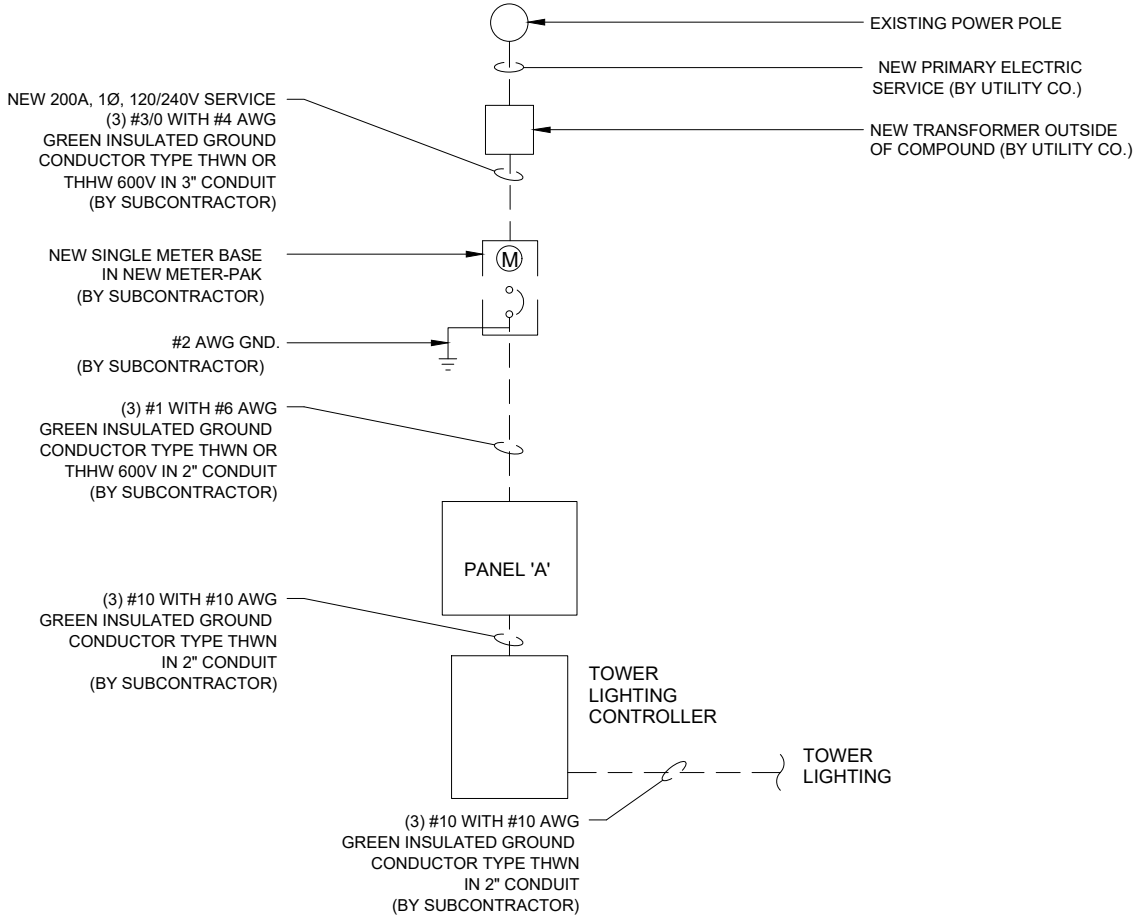 EXISTING POWER POLE
NEW PRIMARY ELECTRIC
SERVICE (BY UTILITY CO.)
NEW 200A, 1Ø, 120/240V SERVICE
(3) #3/0 WITH #4 AWG
GREEN INSULATED GROUND
CONDUCTOR TYPE THWN OR
THHW 600V IN 3" CONDUIT
(BY SUBCONTRACTOR)
NEW TRANSFORMER OUTSIDE
OF COMPOUND (BY UTILITY CO.)
NEW SINGLE METER BASE
IN NEW METER-PAK
(BY SUBCONTRACTOR)
M
#2 AWG GND.
(BY SUBCONTRACTOR)
(3) #1 WITH #6 AWG
GREEN INSULATED GROUND
CONDUCTOR TYPE THWN OR
THHW 600V IN 2" CONDUIT
(BY SUBCONTRACTOR)
PANEL 'A'
(3) #10 WITH #10 AWG
GREEN INSULATED GROUND
CONDUCTOR TYPE THWN
IN 2" CONDUIT
(BY SUBCONTRACTOR)
TOWER
LIGHTING
CONTROLLER
TOWER
LIGHTING
(3) #10 WITH #10 AWG
GREEN INSULATED GROUND
CONDUCTOR TYPE THWN
IN 2" CONDUIT
(BY SUBCONTRACTOR)